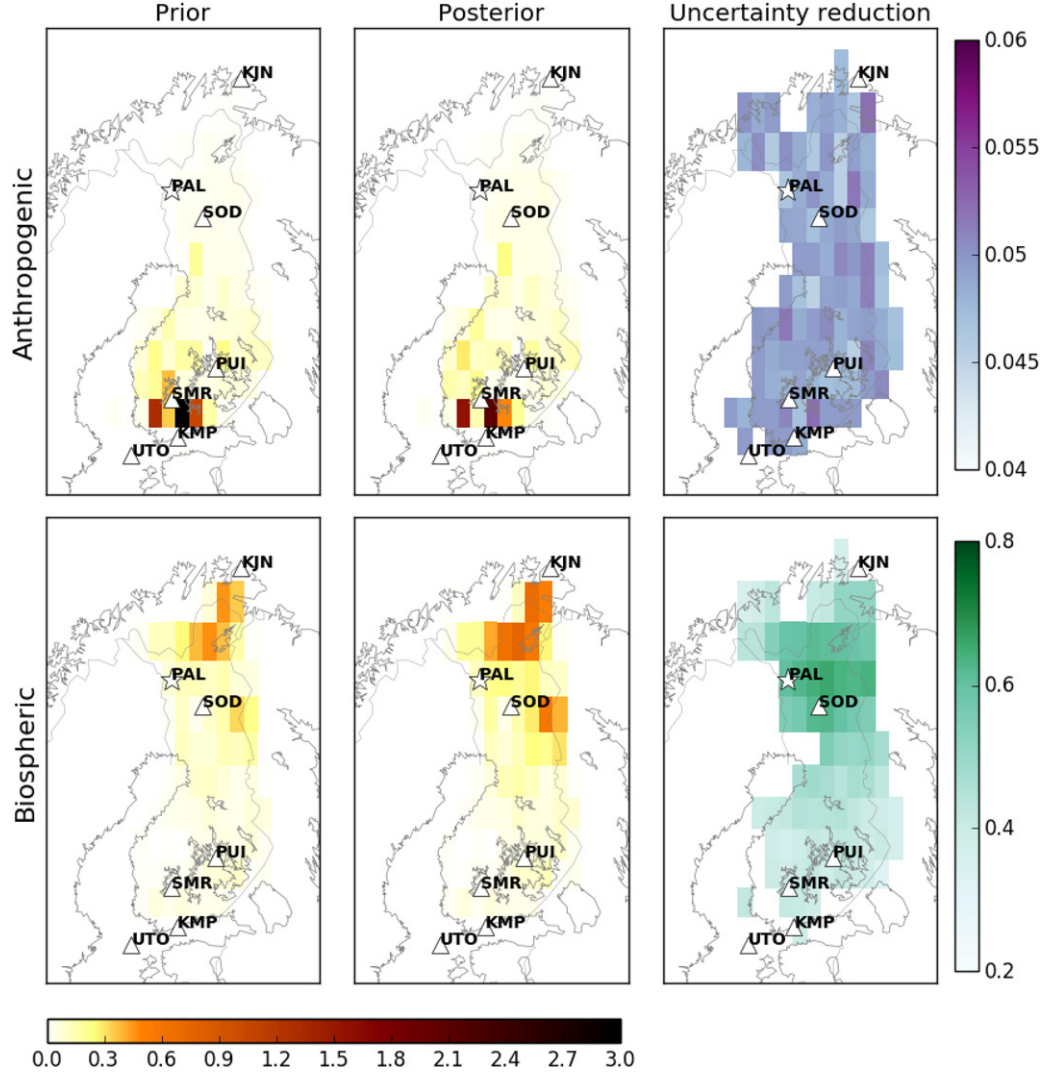 Prior Posterior Uncertainty reduction
Anthropogenic
KJN
PAL
SOD
PUI
SMR
KMP
UTO
KJN
PAL
SOD
PUI
SMR
KMP
UTO
KJN
PAL
SOD
PUI
SMR
KMP
UTO
0.06
0.055
0.05
0.045
0.04
Biospheric
KJN
PAL
SOD
PUI
SMR
KMP
UTO
KJN
PAL
SOD
PUI
SMR
KMP
UTO
KJN
PAL
SOD
PUI
SMR
KMP
UTO
0.8
0.6
0.4
0.2
0.0 0.3 0.6 0.9 1.2 1.5 1.8 2.1 2.4 2.7 3.0